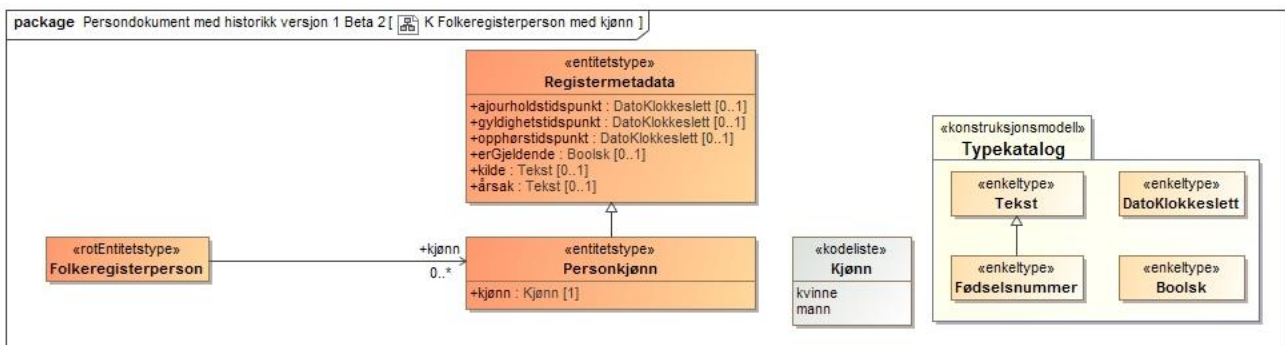 package Persondokument med historikk versjon 1 Beta 2 [ K Folkeregisterperson med kjønn ]
«entitetstype»
Registermetadata
+ajourholdstidspunkt : DatoKlokkeslett [0..1]
+gyldighetstidspunkt : DatoKlokkeslett [0..1]
+opphørstidspunkt : DatoKlokkeslett [0..1]
+erGjeldende : Boolsk [0..1]
+kilde : Tekst [0..1]
+årsak : Tekst [0..1]
«rotEntitetstype»
Folkeregisterperson
+kjønn
0..*
«entitetstype»
Personkjønn
+kjønn : Kjønn [1]
«kodeliste»
Kjønn
kvinne
mann
«konstruksjonsmodell»
Typekatalog
«enkeltype»
Tekst
«enkeltype»
DatoKlokkeslett
«enkeltype»
Fødselsnummer
«enkeltype»
Boolsk